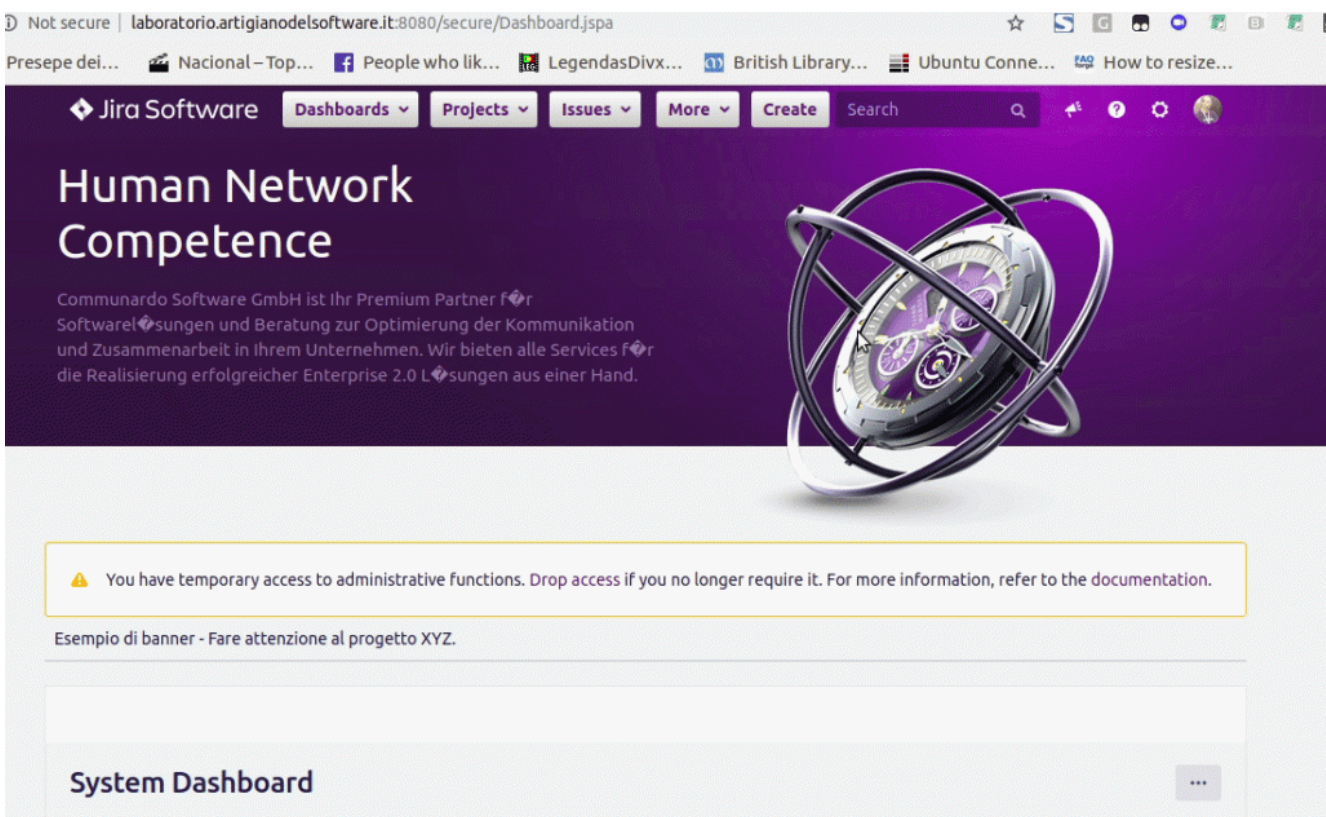 Not secure | laboratorio.artigianodelsoftware.it:8080/secure/Dashboard.jspa
Presepe dei... Nacional – Top... People who lik... LegendasDivx... British Library... Ubuntu Conne... How to resize...
Jira Software Dashboards Projects Issues More Create Search
Human Network
Competence
Communardo Software GmbH ist Ihr Premium Partner f�r
Softwarel�sungen und Beratung zur Optimierung der Kommunikation
und Zusammenarbeit in Ihrem Unternehmen. Wir bieten alle Services f�r
die Realisierung erfolgreicher Enterprise 2.0 L�sungen aus einer Hand.
You have temporary access to administrative functions. Drop access if you no longer require it. For more information, refer to the documentation.
Esempio di banner - Fare attenzione al progetto XYZ.
System Dashboard